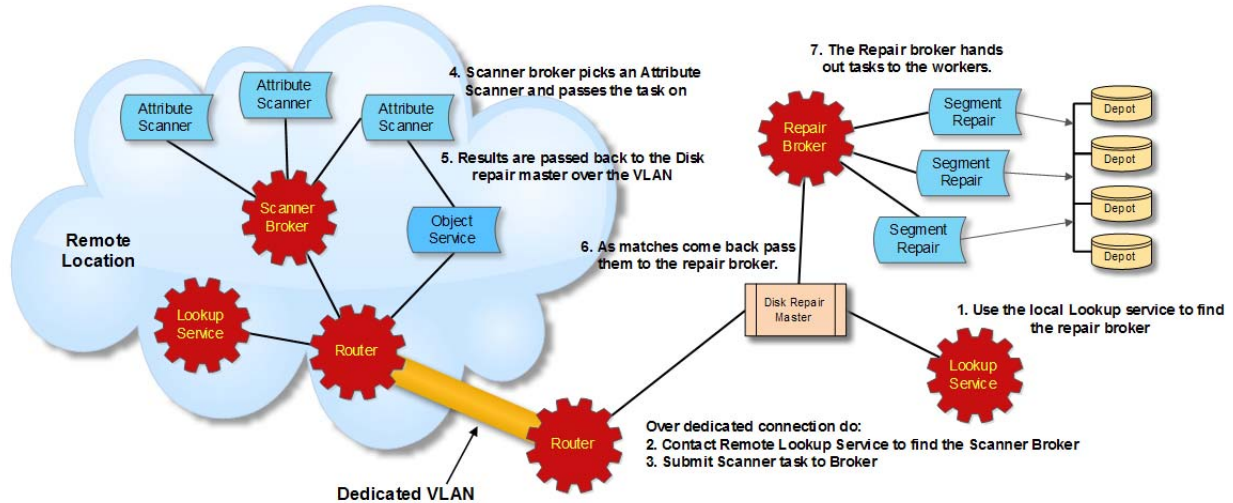 Attribute
Scanner
Attribute
Scanner
Attribute
Scanner
4. Scanner broker picks an Attribute
Scanner and passes the task on
5. Results are passed back to the Disk
repair master over the VLAN
Scanner
Broker
Object
Service
Remote
Location
Lookup
Service
Router
6. As matches come back pass
them to the repair broker.
7. The Repair broker hands
out tasks to the workers.
Repair
Broker
Segment
Repair
Segment
Repair
Segment
Repair
Depot
Depot
Depot
Depot
Disk Repair
Master
1. Use the local Lookup service to find
the repair broker
Lookup
Service
Router
Over dedicated connection do:
2. Contact Remote Lookup Service to find the Scanner Broker
3. Submit Scanner task to Broker
Dedicated VLAN